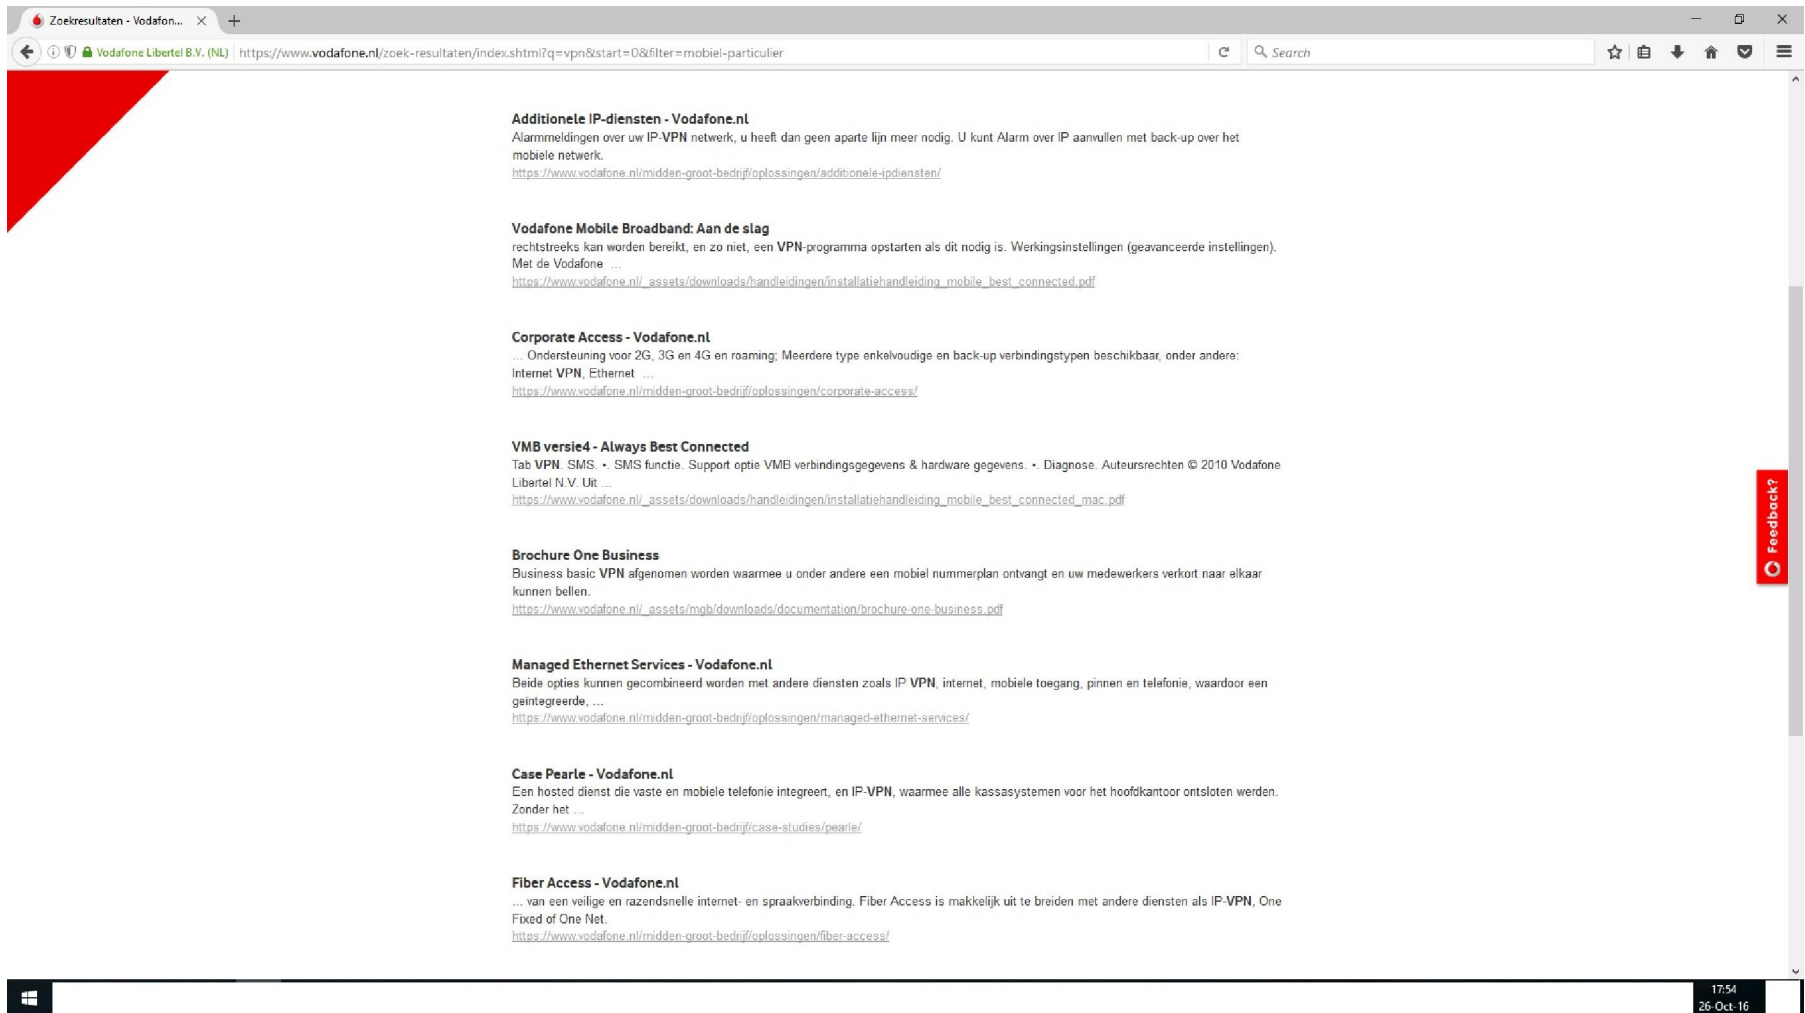 Zoekresultaten - Vodafon...
Vodafone Libertel B.V. (NL) https://www.vodafone.nl/zoek-resultaten/index.shtml?q=vpn&start=0&filter=mobiel-particulier
Search
Additionele IP-diensten - Vodafone.nl
Alarmmeldingen over uw IP-VPN netwerk, u heeft dan geen aparte lijn meer nodig. U kunt Alarm over IP aanvullen met back-up over het
mobiele netwerk.
https://www.vodafone.nl/midden-groot-bedrijf/oplossingen/additionele-ipdiensten/
Vodafone Mobile Broadband: Aan de slag
rechtstreeks kan worden bereikt, en zo niet, een VPN-programma opstarten als dit nodig is. Werkingsinstellingen (geavanceerde instellingen).
Met de Vodafone ...
https://www.vodafone.nl/_assets/downloads/handleidingen/installatiehandleiding_mobile_best_connected.pdf
Corporate Access - Vodafone.nl
... Ondersteuning voor 2G, 3G en 4G en roaming; Meerdere type enkelvoudige en back-up verbindingstypen beschikbaar, onder andere:
Internet VPN, Ethernet ...
https://www.vodafone.nl/midden-groot-bedrijf/oplossingen/corporate-access/
VMB versie4 - Always Best Connected
Tab VPN. SMS. •. SMS functie. Support optie VMB verbindingsgegevens & hardware gegevens. •. Diagnose. Auteursrechten © 2010 Vodafone
Libertel N.V. Uit ...
https://www.vodafone.nl/_assets/downloads/handleidingen/installatiehandleiding_mobile_best_connected_mac.pdf
Feedback?
Brochure One Business
Business basic VPN afgenomen worden waarmee u onder andere een mobiel nummerplan ontvangt en uw medewerkers verkort naar elkaar
kunnen bellen.
https://www.vodafone.nl/_assets/mgb/downloads/documentation/brochure-one-business.pdf
Managed Ethernet Services - Vodafone.nl
Beide opties kunnen gecombineerd worden met andere diensten zoals IP VPN, internet, mobiele toegang, pinnen en telefonie, waardoor een
geïntegreerde, ...
https://www.vodafone.nl/midden-groot-bedrijf/oplossingen/managed-ethernet-services/
Case Pearle - Vodafone.nl
Een hosted dienst die vaste en mobiele telefonie integreert, en IP-VPN, waarmee alle kassasystemen voor het hoofdkantoor ontsloten werden.
Zonder het ...
https://www.vodafone.nl/midden-groot-bedrijf/case-studies/pearle/
Fiber Access - Vodafone.nl
... van een veilige en razendsnelle internet- en spraakverbinding. Fiber Access is makkelijk uit te breiden met andere diensten als IP-VPN, One
Fixed of One Net.
https://www.vodafone.nl/midden-groot-bedrijf/oplossingen/fiber-access/
17:54
26-Oct-16